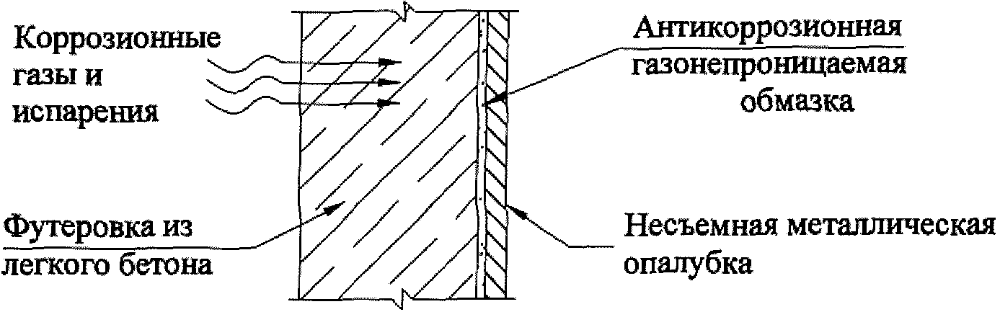 Коррозионные
газы и
испарения
Антикоррозионная
газонепроницаемая
обмазка
Футеровка из
легкого бетона
Несъемная металлическая
опалубка